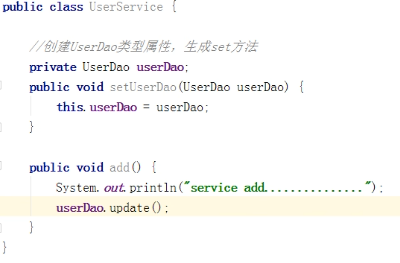 public class UserService {
//创建UserDao类型属性，生成set方法
private UserDao userDao;
public void setUserDao(UserDao userDao) {
this.userDao = userDao;
}
public void add() {
System.out.println("service add...............");
userDao.update();
}
}